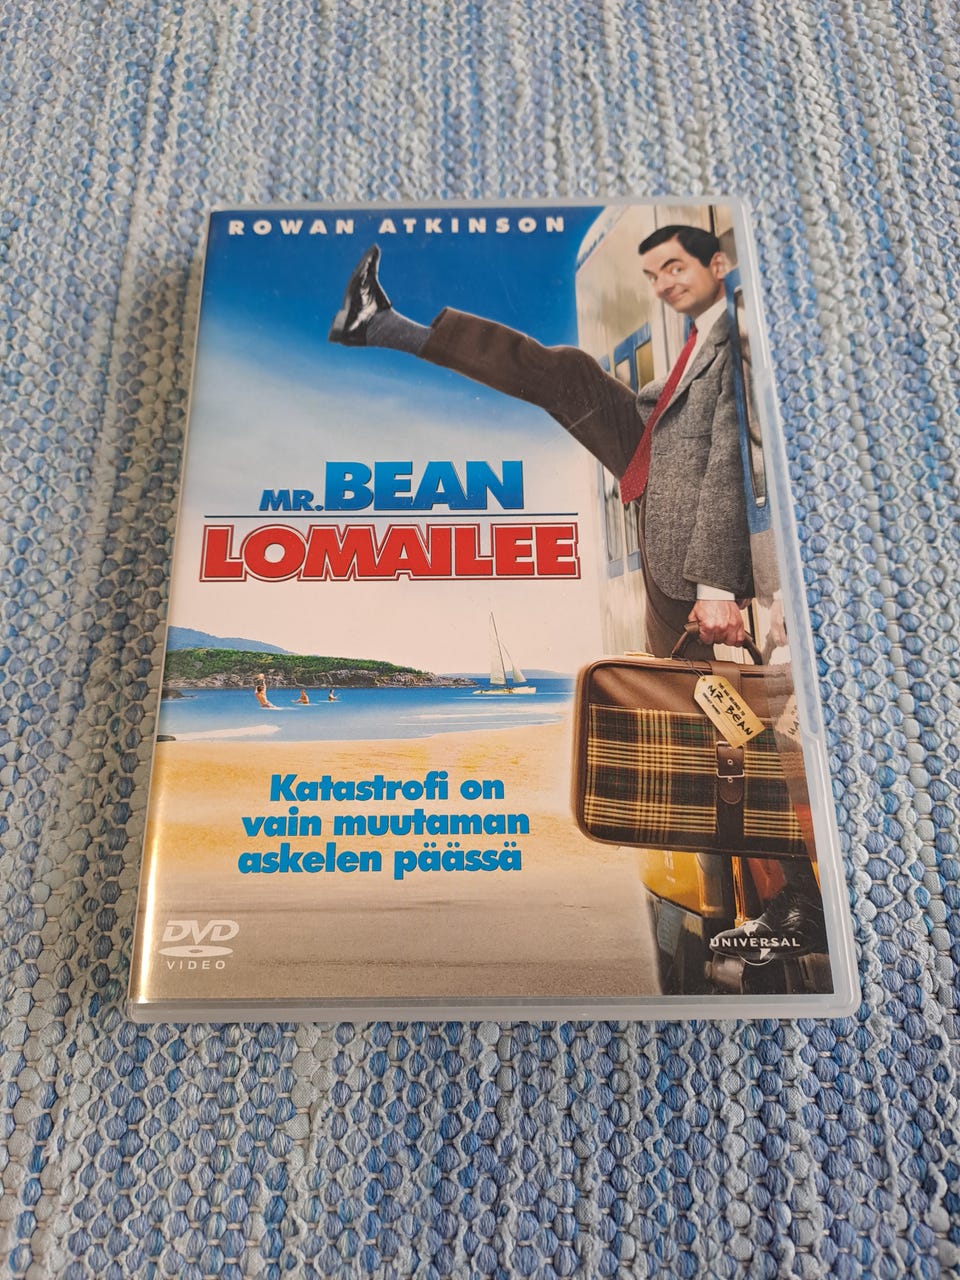 ROWAN ATKINSON
MR. BEAN
LOMAILEE
MR. BEAN
Katastrofi on
vain muutaman
askelen päässä
DVD
VIDEO
UNIVERSAL